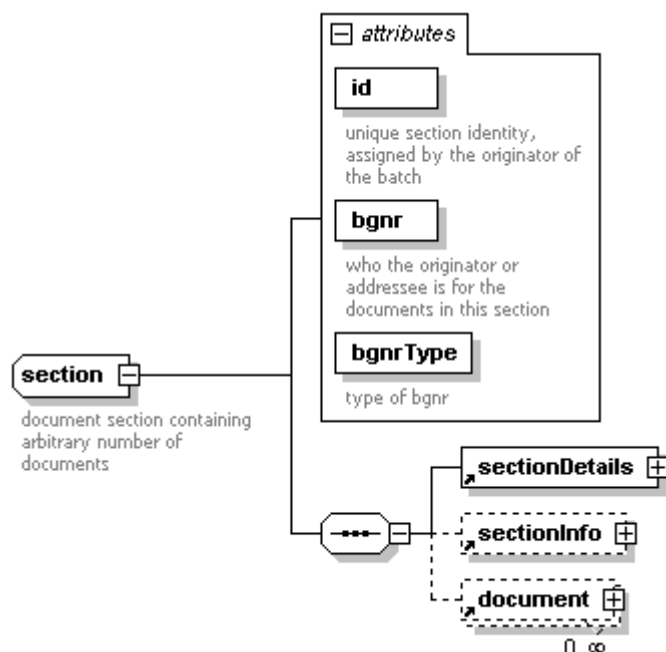 attributes
id
unique section identity,
assigned by the originator of
the batch
bgnr
who the originator or
addressee is for the
documents in this section
bgnrType
type of bgnr
section
document section containing
arbitrary number of
documents
sectionDetails
sectionInfo
document